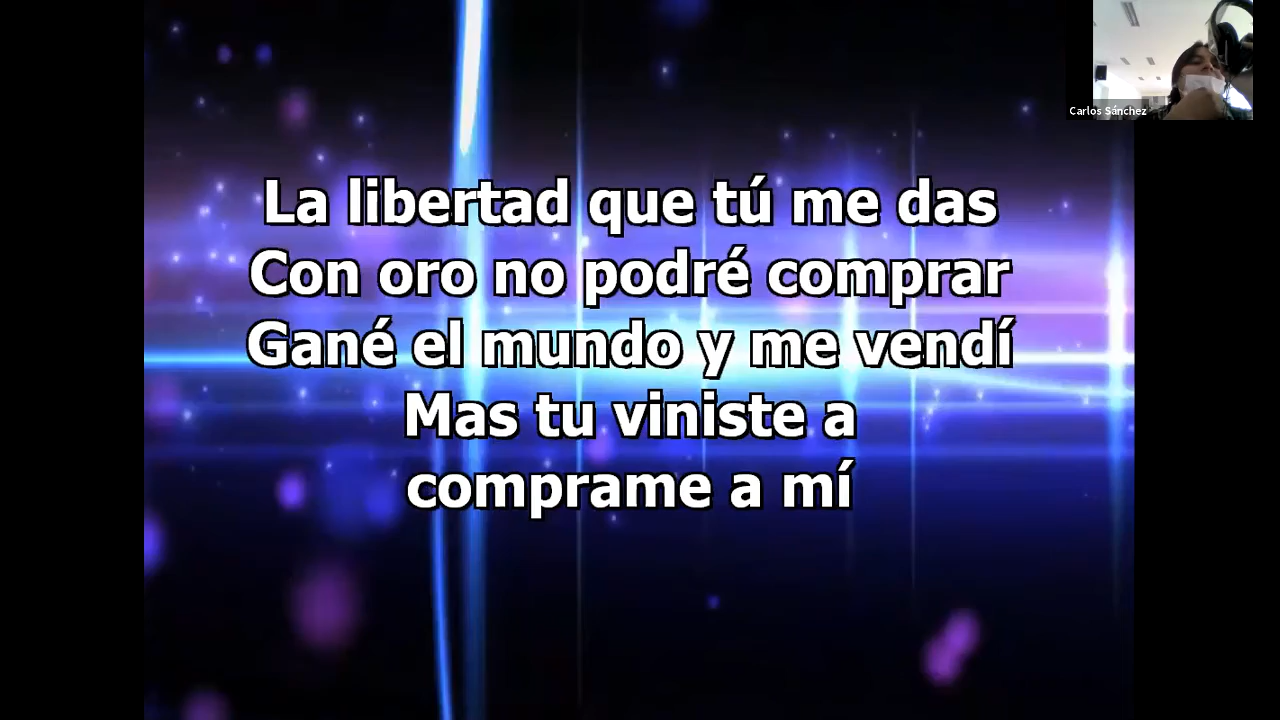 Carlos Sánchez
La libertad que tú me das
Con oro no podré comprar
Gané el mundo y me vendí
Mas tu viniste a
comprame a mí